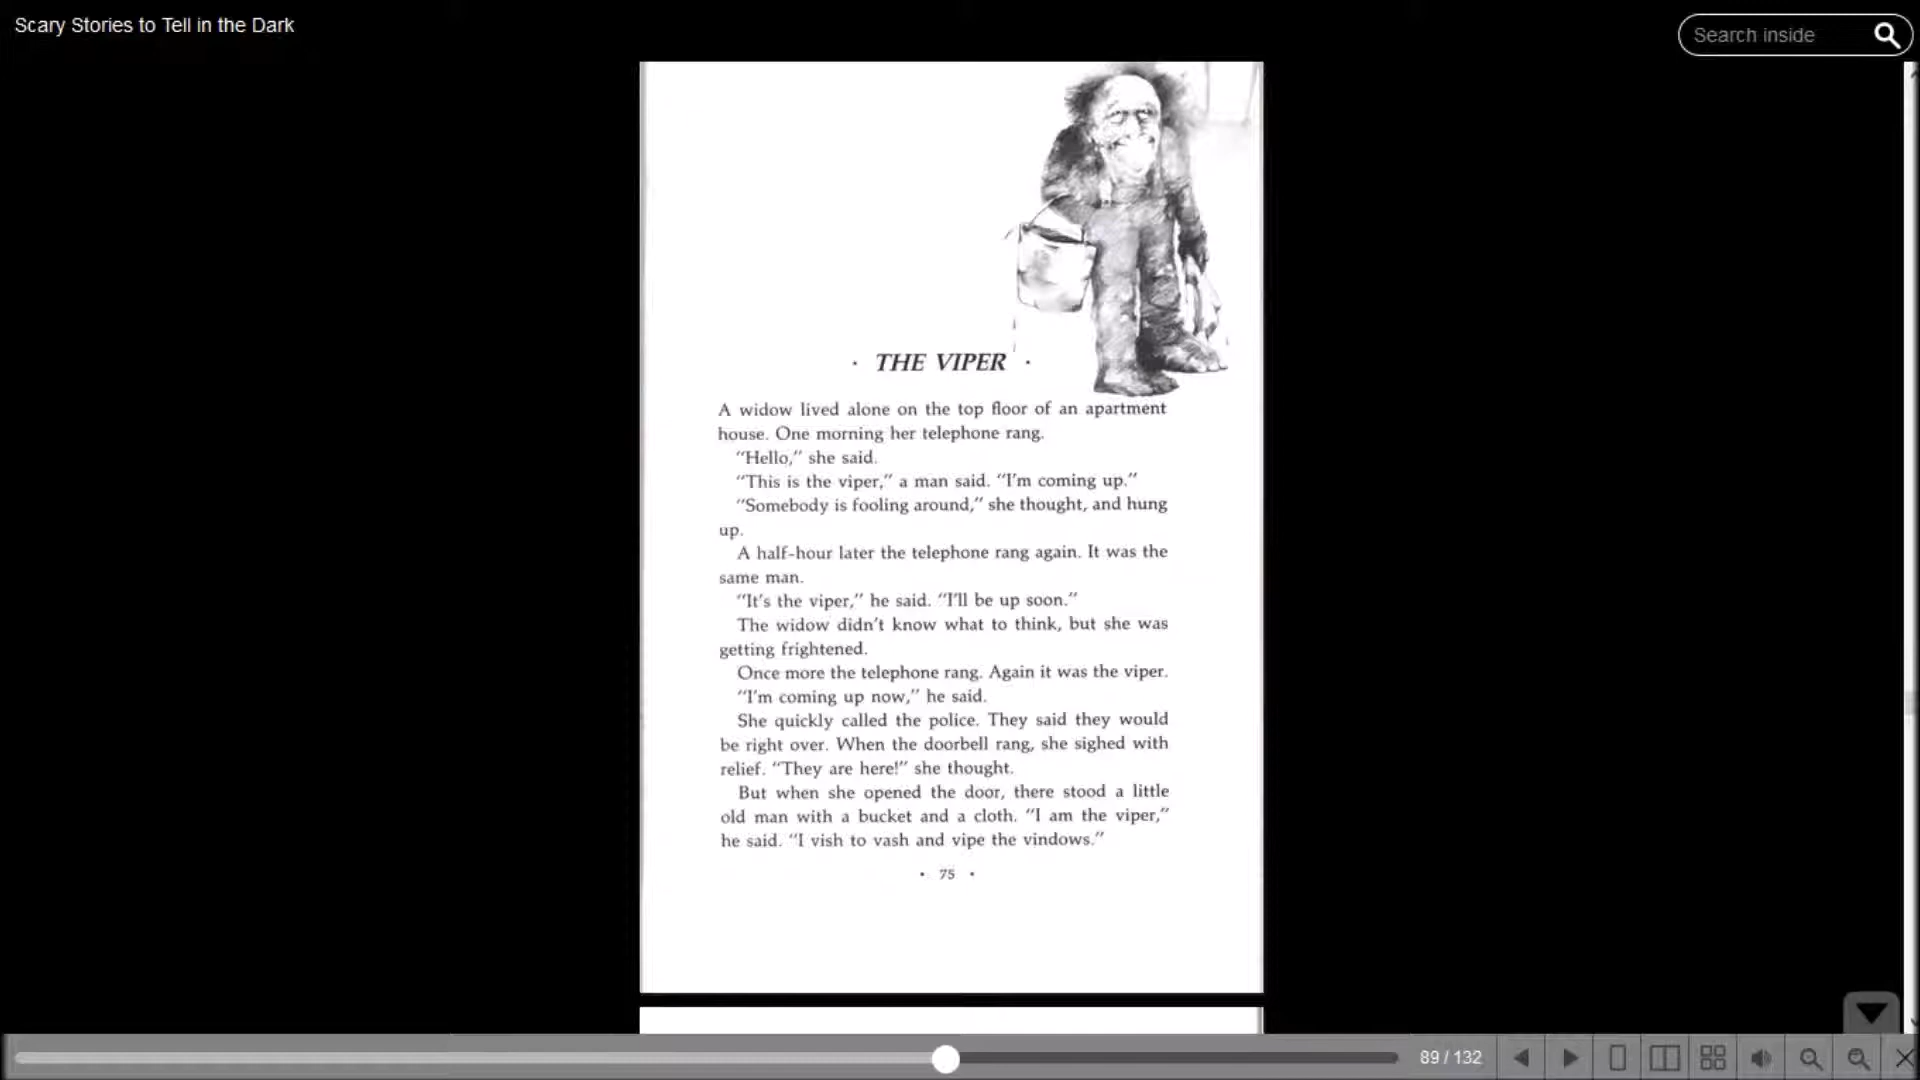 Scary Stories to Tell in the Dark
Search inside
· THE VIPER ·
A widow lived alone on the top floor of an apartment
house. One morning her telephone rang.
“Hello,” she said.
“This is the viper,” a man said. “I'm coming up.”
“Somebody is fooling around,” she thought, and hung
up.
A half-hour later the telephone rang again. It was the
same man.
“It's the viper,” he said. “I'll be up soon.”
The widow didn't know what to think, but she was
getting frightened.
Once more the telephone rang. Again it was the viper.
“I'm coming up now,” he said.
She quickly called the police. They said they would
be right over. When the doorbell rang, she sighed with
relief. “They are here!” she thought.
But when she opened the door, there stood a little
old man with a bucket and a cloth. “I am the viper,”
he said. “I vish to vash and vipe the vindows.”
· 75 ·
89 / 132